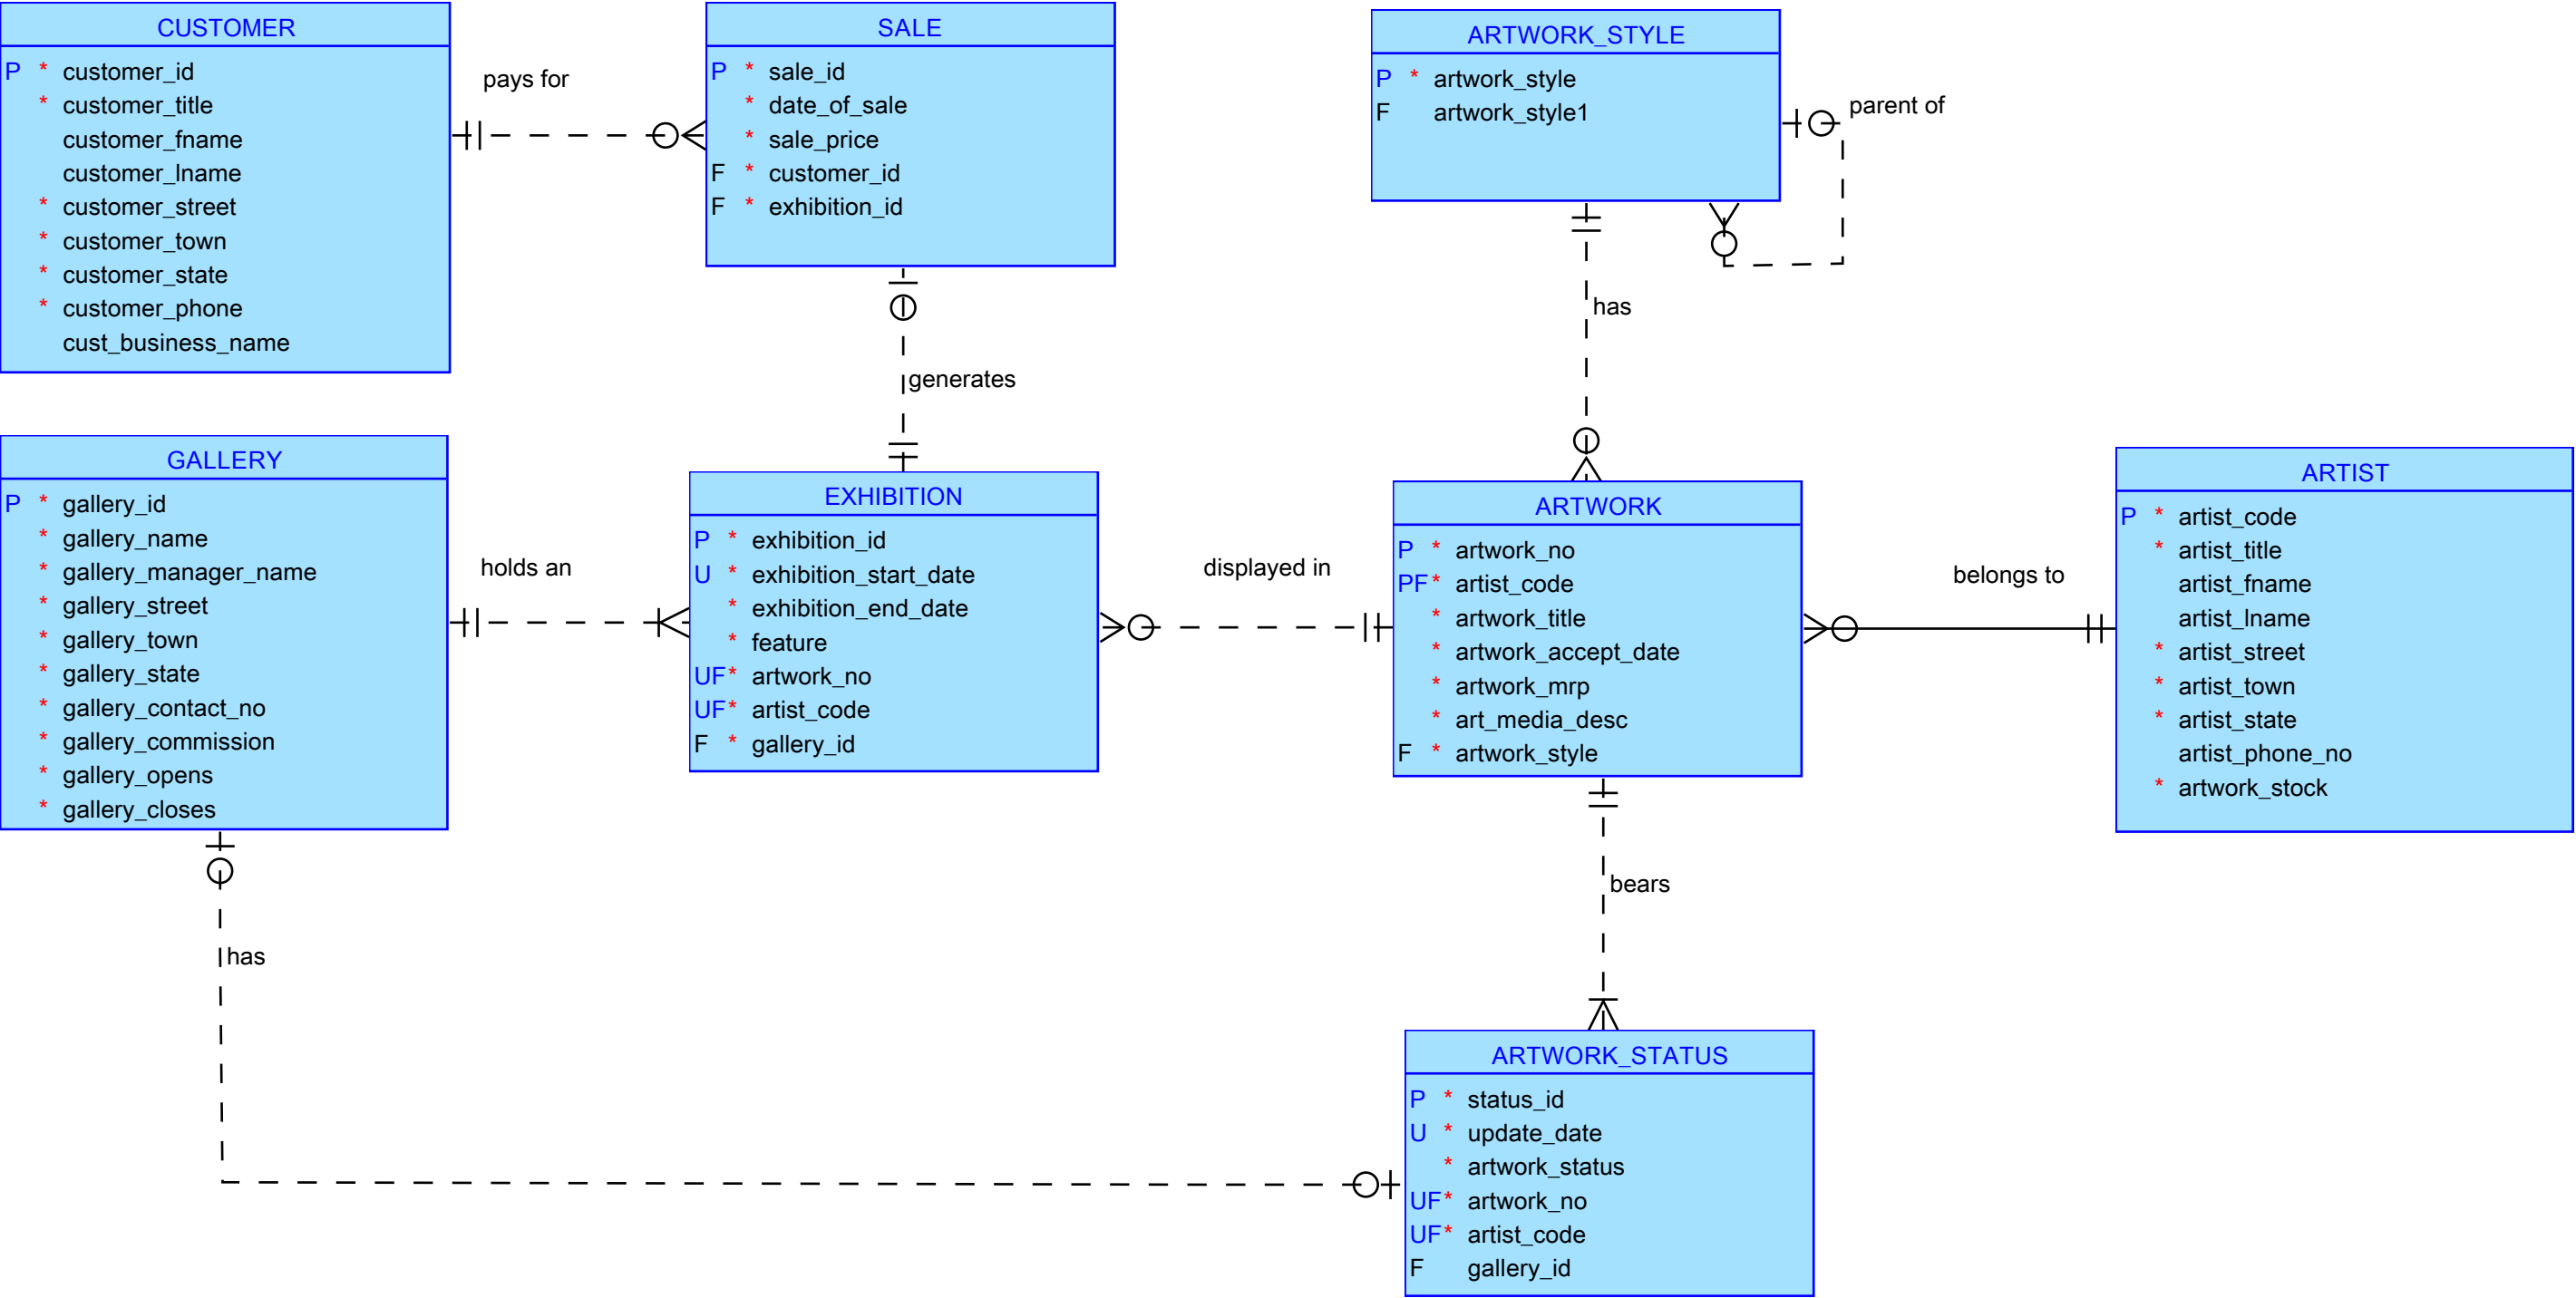 CUSTOMER
P * customer_id
* customer_title
customer_fname
customer_lname
* customer_street
* customer_town
* customer_state
* customer_phone
cust_business_name
pays for
SALE
P * sale_id
* date_of_sale
* sale_price
F * customer_id
F * exhibition_id
generates
ARTWORK_STYLE
P * artwork_style
F artwork_style1
parent of
has
GALLERY
P * gallery_id
* gallery_name
* gallery_manager_name
* gallery_street
* gallery_town
* gallery_state
* gallery_contact_no
* gallery_commission
* gallery_opens
* gallery_closes
holds an
EXHIBITION
P * exhibition_id
U * exhibition_start_date
* exhibition_end_date
* feature
UF* artwork_no
UF* artist_code
F * gallery_id
displayed in
ARTWORK
P * artwork_no
PF* artist_code
* artwork_title
* artwork_accept_date
* artwork_mrp
* art_media_desc
F * artwork_style
belongs to
ARTIST
P * artist_code
* artist_title
artist_fname
artist_lname
* artist_street
* artist_town
* artist_state
artist_phone_no
* artwork_stock
bears
has
ARTWORK_STATUS
P * status_id
U * update_date
* artwork_status
UF* artwork_no
UF* artist_code
F gallery_id